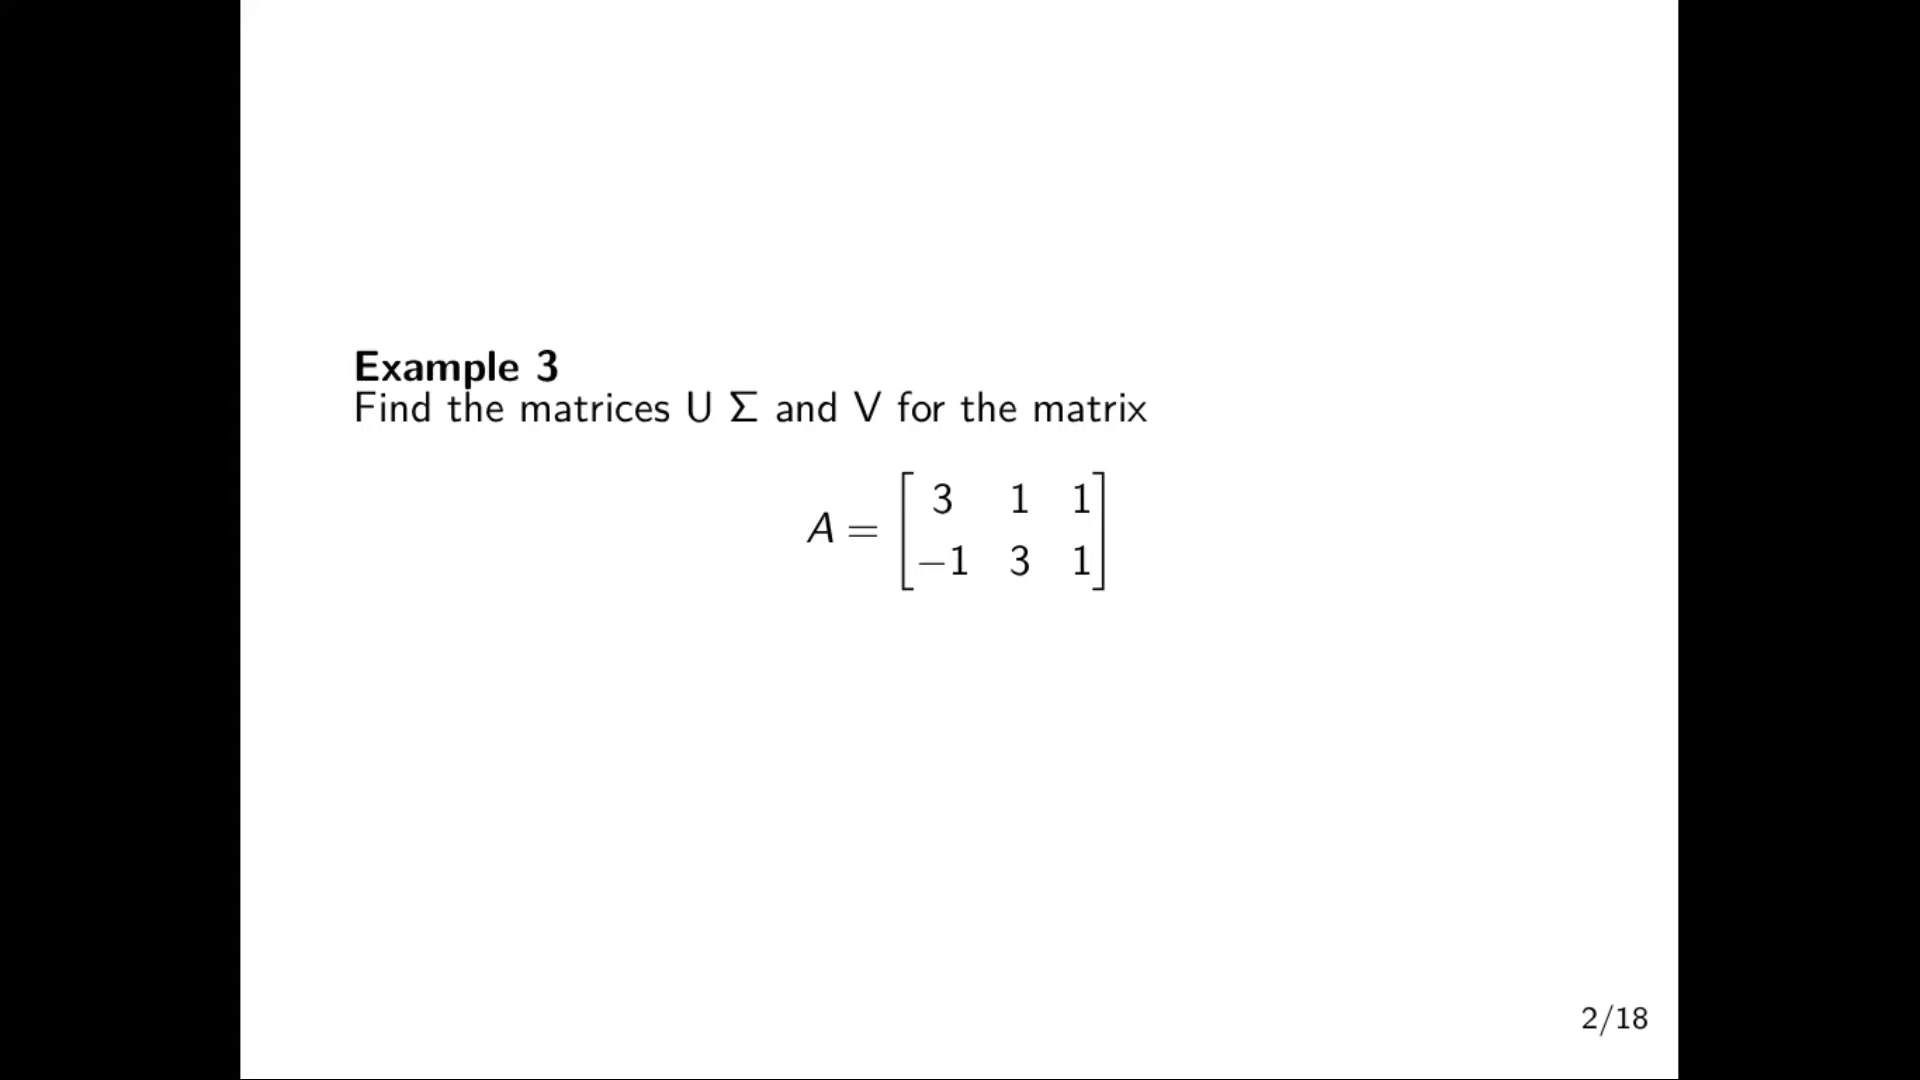 Example 3
Find the matrices U Σ and V for the matrix
A = [3 1 1
−1 3 1]
2/18